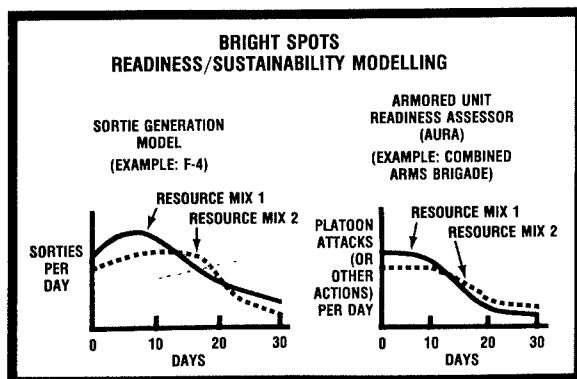 BRIGHT SPOTS
READINESS/SUSTAINABILITY MODELLING
SORTIE GENERATION
MODEL
(EXAMPLE: F-4)
RESOURCE MIX 1
RESOURCE MIX 2
SORTIES
PER
DAY
0 10 20 30
DAYS
ARMORED UNIT
READINESS ASSESSOR
(AURA)
(EXAMPLE: COMBINED
ARMS BRIGADE)
RESOURCE MIX 1
RESOURCE MIX 2
PLATOON
ATTACKS
(OR
OTHER
ACTIONS)
PER DAY
0 10 20 30
DAYS